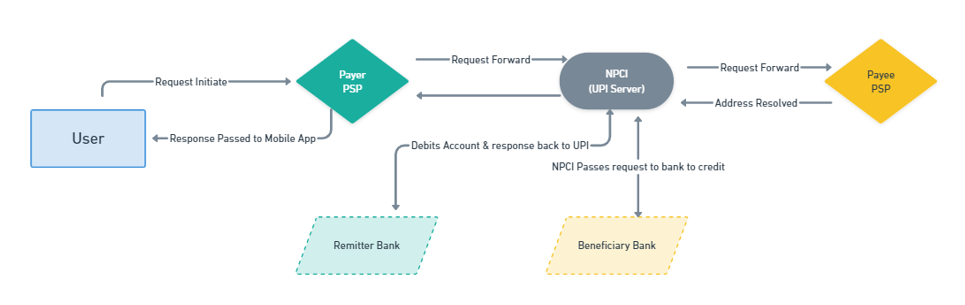 Request Initiate
Payer
PSP
Request Forward
NPCI
(UPI Server)
Request Forward
Payee
PSP
Address Resolved
User
Response Passed to Mobile App
Debits Account & response back to UPI
NPCI Passes request to bank to credit
Remitter Bank
Beneficiary Bank